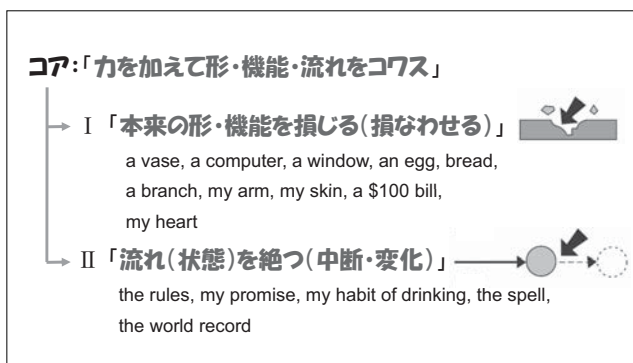 コア:「力を加えて形・機能・流れをコワス」
Ⅰ 「本来の形・機能を損じる(損なわせる)」
a vase, a computer, a window, an egg, bread,
a branch, my arm, my skin, a $100 bill,
my heart
Ⅱ 「流れ(状態)を絶つ(中断・変化)」
the rules, my promise, my habit of drinking, the spell,
the world record